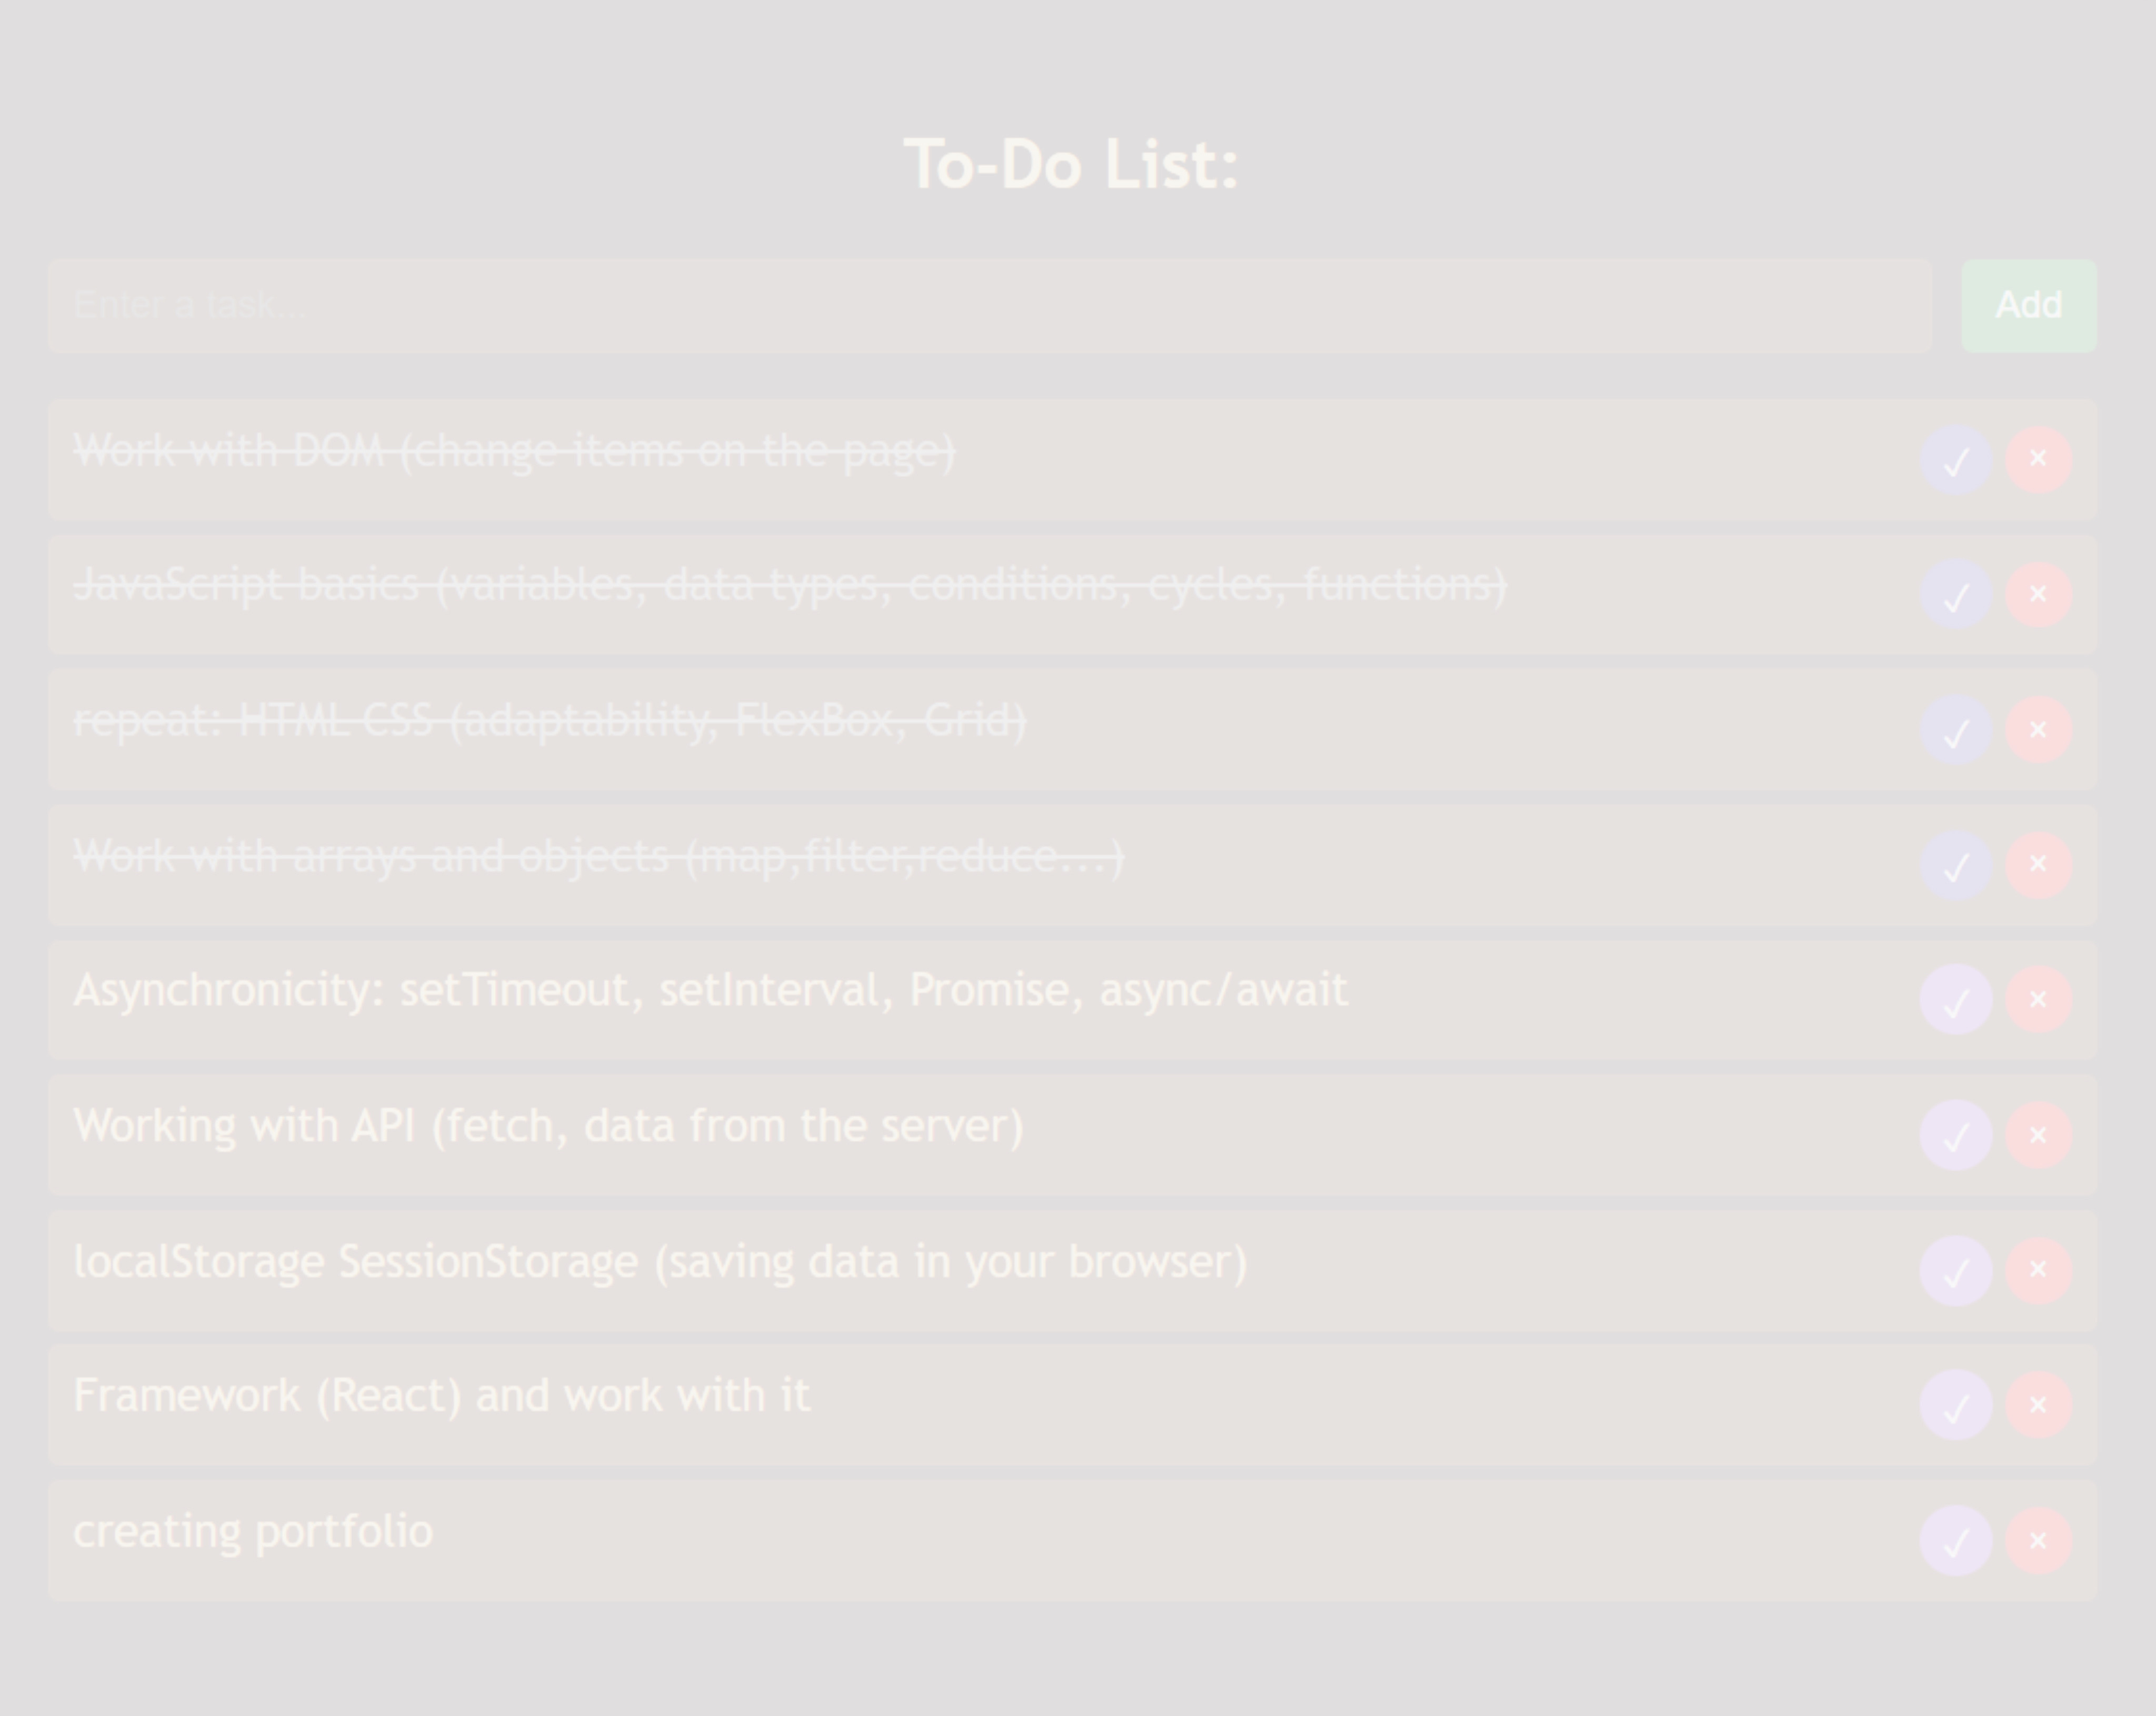 To-Do List:
Enter a task...
Add
Work with DOM (change items on the page)
✓ ×
JavaScript basics (variables, data types, conditions, cycles, functions)
✓ ×
repeat: HTML CSS (adaptability, FlexBox, Grid)
✓ ×
Work with arrays and objects (map,filter,reduce...)
✓ ×
Asynchronicity: setTimeout, setInterval, Promise, async/await
✓ ×
Working with API (fetch, data from the server)
✓ ×
localStorage SessionStorage (saving data in your browser)
✓ ×
Framework (React) and work with it
✓ ×
creating portfolio
✓ ×